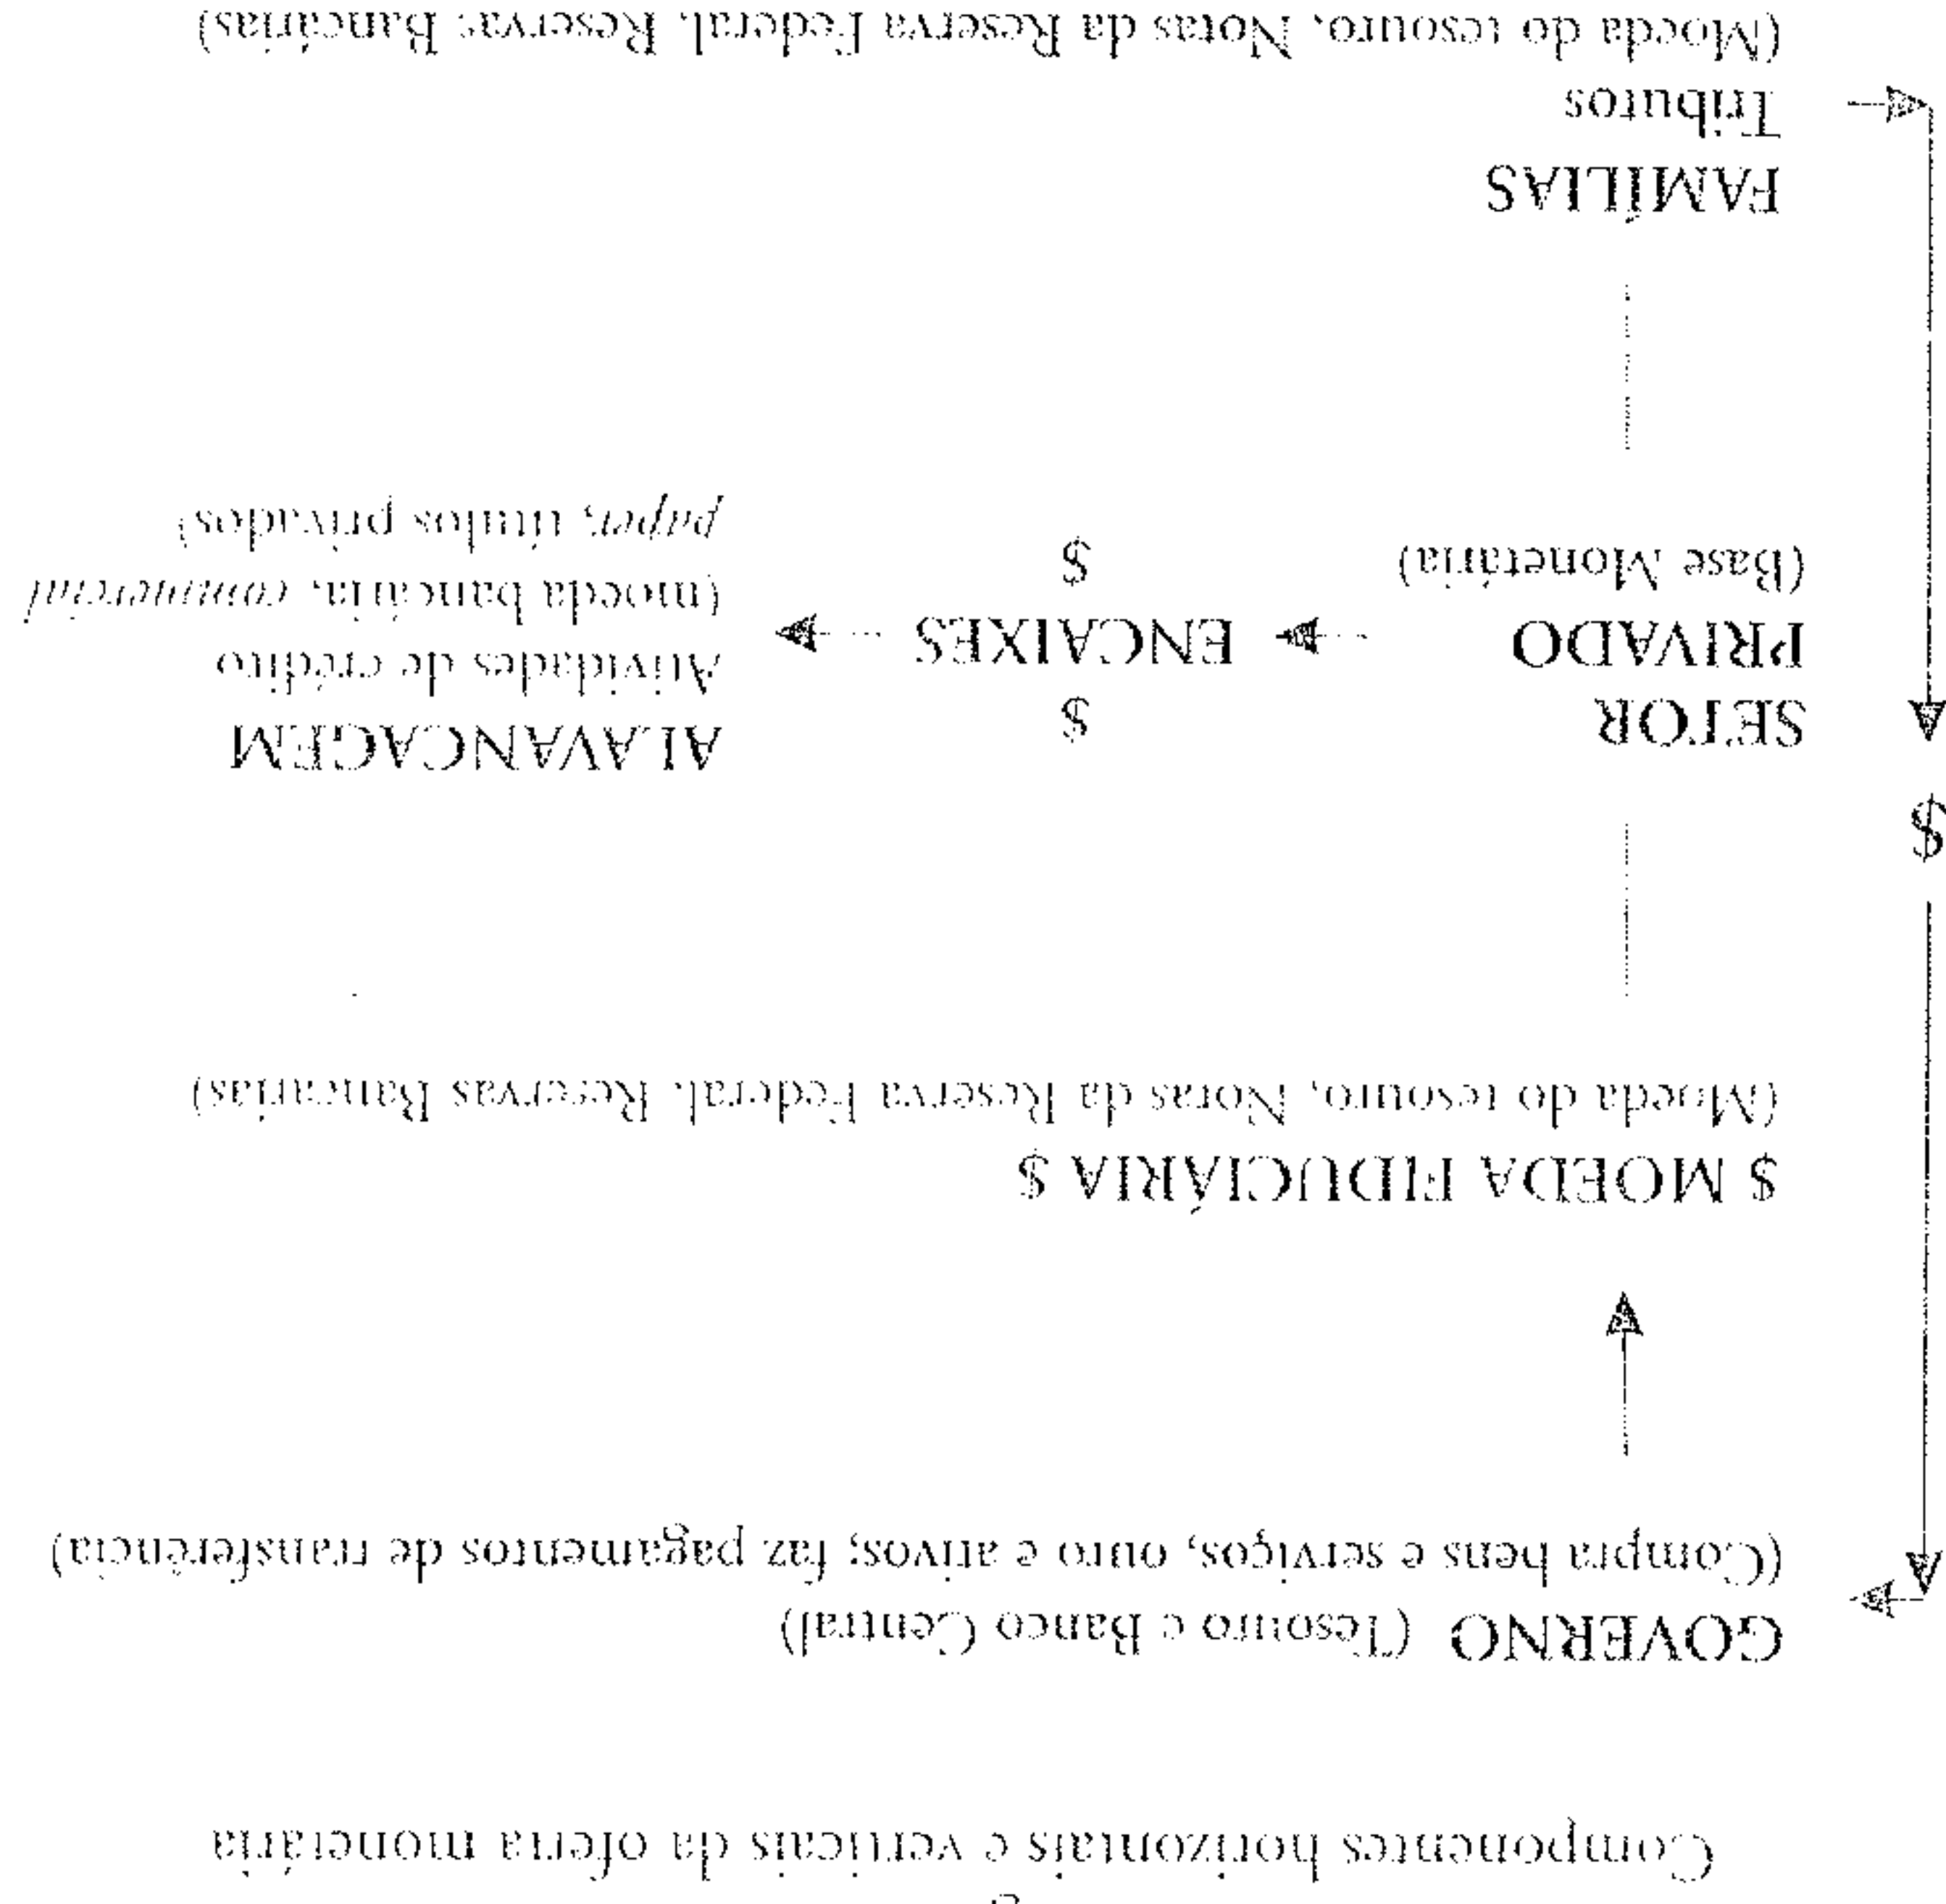 Componentes horizontais e verticais da oferta monetária
GOVERNO (Tesouro e Banco Central)
(Compra bens e serviços, ouro e ativos; faz pagamentos de transferência)
$ MOEDA FIDUCIÁRIA $
(Moeda do tesouro, Notas da Reserva Federal, Reservas Bancárias)
$
SETOR
PRIVADO
(Base Monetária)
$
ENCAIXES
$
ALAVANCAGEM
Atividades de crédito
(moeda bancária, commercial
paper, títulos privados)
FAMÍLIAS
Tributos
(Moeda do tesouro, Notas da Reserva Federal, Reservas Bancárias)